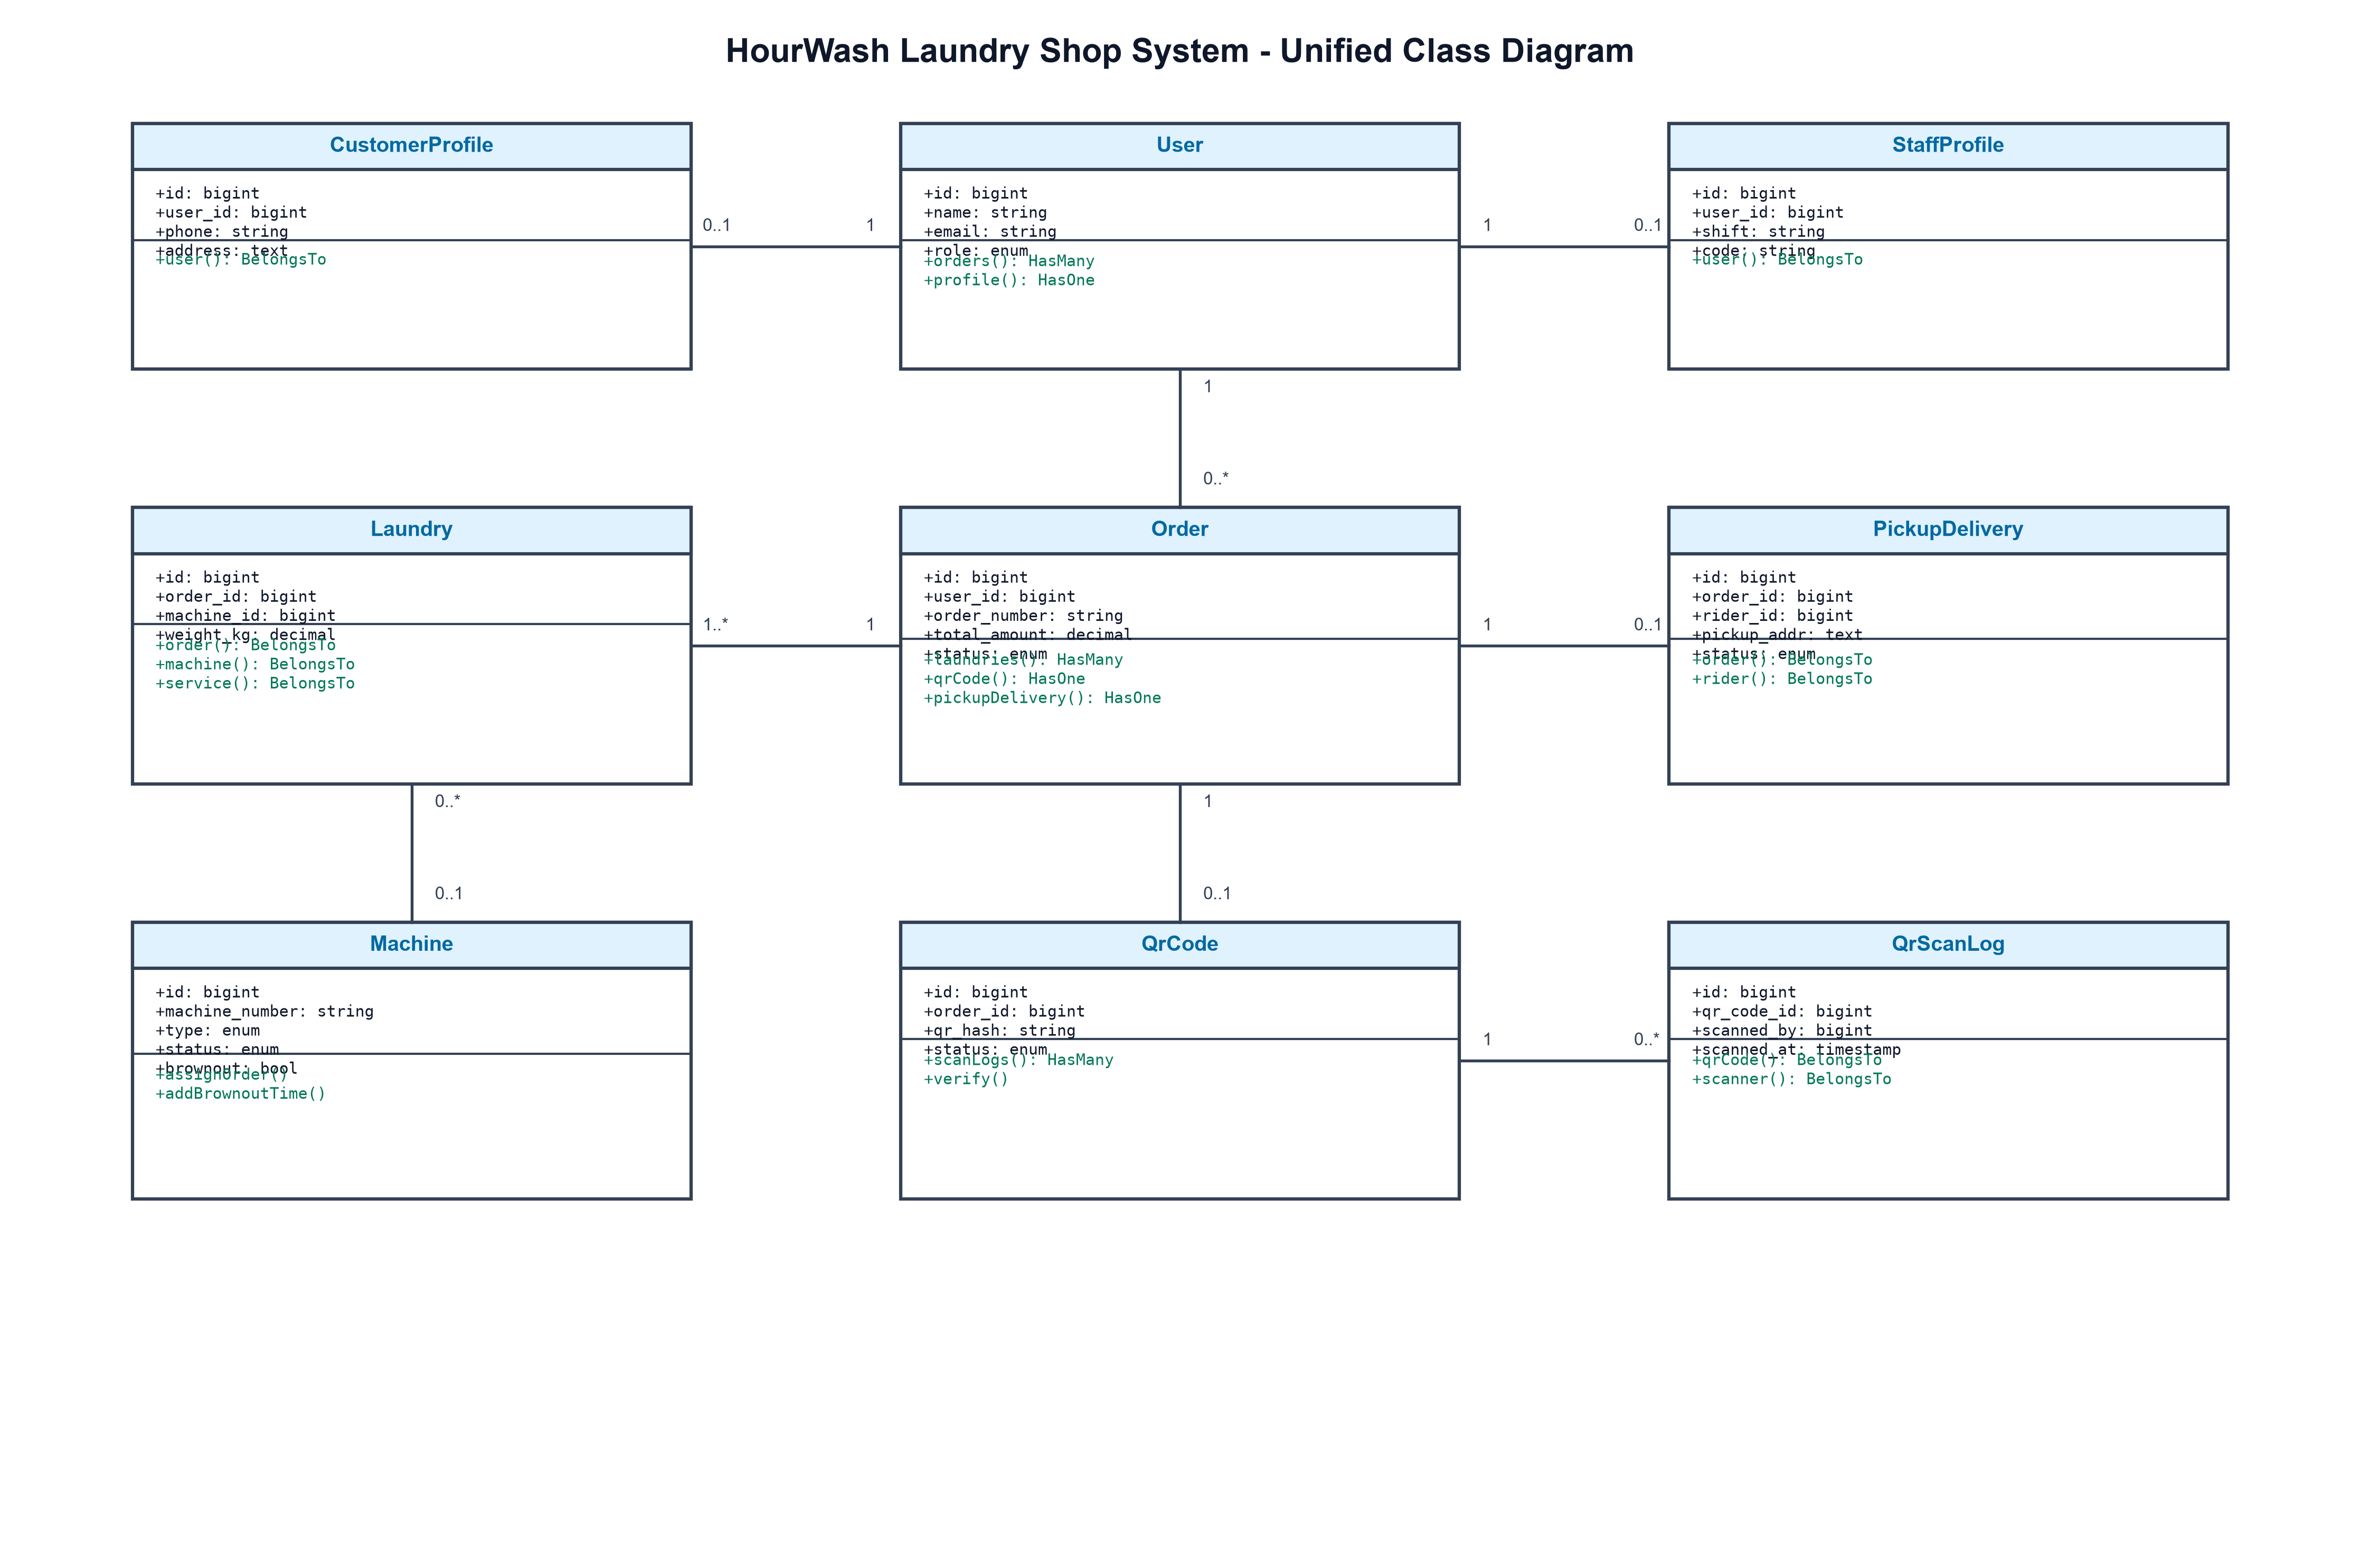 HourWash Laundry Shop System - Unified Class Diagram
CustomerProfile
+id: bigint
+user_id: bigint
+phone: string
+address: text
+user(): BelongsTo
0..1
1
User
+id: bigint
+name: string
+email: string
+role: enum
+orders(): HasMany
+profile(): HasOne
1
0..1
StaffProfile
+id: bigint
+user_id: bigint
+shift: string
+code: string
+user(): BelongsTo
1
0..*
Laundry
+id: bigint
+order_id: bigint
+machine_id: bigint
+weight_kg: decimal
+order(): BelongsTo
+machine(): BelongsTo
+service(): BelongsTo
1..*
1
Order
+id: bigint
+user_id: bigint
+order_number: string
+total_amount: decimal
+status: enum
+laundries(): HasMany
+qrCode(): HasOne
+pickupDelivery(): HasOne
1
0..1
PickupDelivery
+id: bigint
+order_id: bigint
+rider_id: bigint
+pickup_addr: text
+status: enum
+order(): BelongsTo
+rider(): BelongsTo
0..*
0..1
1
0..1
Machine
+id: bigint
+machine_number: string
+type: enum
+status: enum
+brownout: bool
+assignOrder()
+addBrownoutTime()
QrCode
+id: bigint
+order_id: bigint
+qr_hash: string
+status: enum
+scanLogs(): HasMany
+verify()
1
0..*
QrScanLog
+id: bigint
+qr_code_id: bigint
+scanned_by: bigint
+scanned_at: timestamp
+qrCode(): BelongsTo
+scanner(): BelongsTo